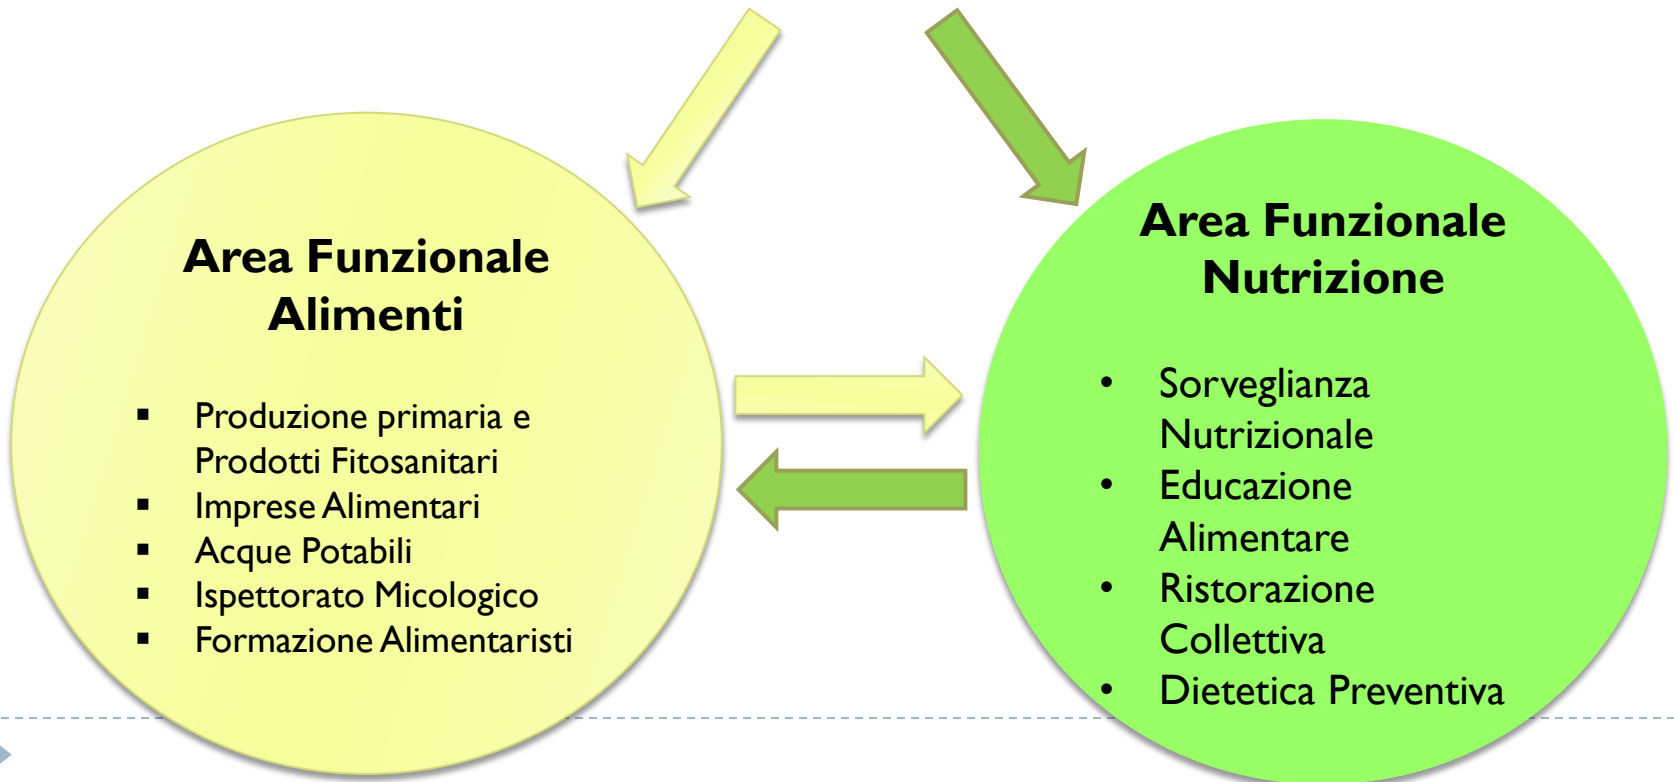 Area Funzionale
Alimenti
▪ Produzione primaria e
Prodotti Fitosanitari
▪ Imprese Alimentari
▪ Acque Potabili
▪ Ispettorato Micologico
▪ Formazione Alimentaristi
Area Funzionale
Nutrizione
• Sorveglianza
Nutrizionale
• Educazione
Alimentare
• Ristorazione
Collettiva
• Dietetica Preventiva